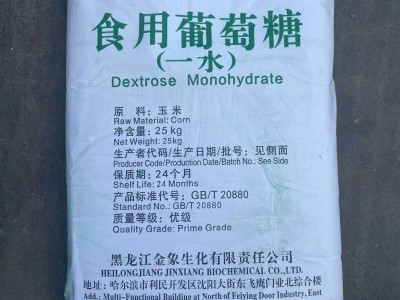 食用葡萄糖
(一水)
Dextrose Monohydrate
原　料：玉米
Raw Material: Corn
净含量：25kg
Net Weight: 25kg
生产者代码/生产日期/批号：见侧面
Producer Code/Production Date/Batch No.: See Side
保质期：24个月
Shelf Life: 24 Months
产品标准代号：GB/T 20880
Standard No.: GB/T 20880
质量等级：优级
Quality Grade: Prime Grade
黑龙江金象生化有限责任公司
HEILONGJIANG JINXIANG BIOCHEMICAL CO.,LTD.
地址：哈尔滨市利民开发区沈阳大街东飞鹰门业北综合楼
Add.: Multi-Functional Building at North of Feiying Door Industry, East